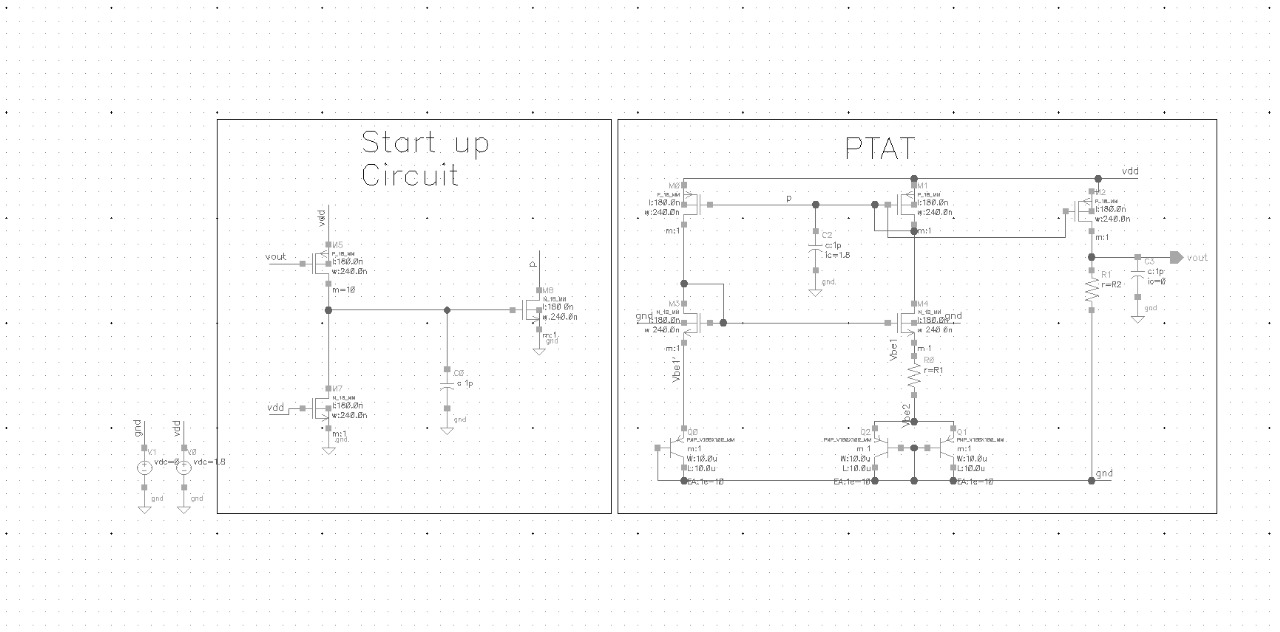 Start up
Circuit
PTAT
vdd
vout
M5
P_18_MM
l:180.0n
w:240.0n
m=10
p
M8
N_18_MM
l:180.0n
w:240.0n
m:1
gnd
C0
c:1p
gnd
vdd
M7
N_18_MM
l:180.0n
w:240.0n
m:1
gnd
gnd
vdd
V1
vdc=0
V0
vdc=1.8
gnd
gnd
vdd
M0
P_18_MM
l:180.0n
w:240.0n
m:1
p
C2
c:1p
ic=1.8
gnd
M1
P_18_MM
l:180.0n
w:240.0n
m:1
M2
P_18_MM
l:180.0n
w:240.0n
m:1
vout
C3
c:1p
ic=0
gnd
R1
r=R2
gnd
M3
N_18_MM
l:180.0n
w:240.0n
m:1
M4
N_18_MM
l:180.0n
w:240.0n
gnd
m:1
Vbe1'
Vbe1
R0
r=R1
Vbe2
Q0
PNP_V100X100_MM
m:1
W:10.0u
L:10.0u
EA:1e-10
Q2
PNP_V100X100_MM
m:1
W:10.0u
L:10.0u
EA:1e-10
Q1
PNP_V100X100_MM
m:1
W:10.0u
L:10.0u
EA:1e-10
gnd